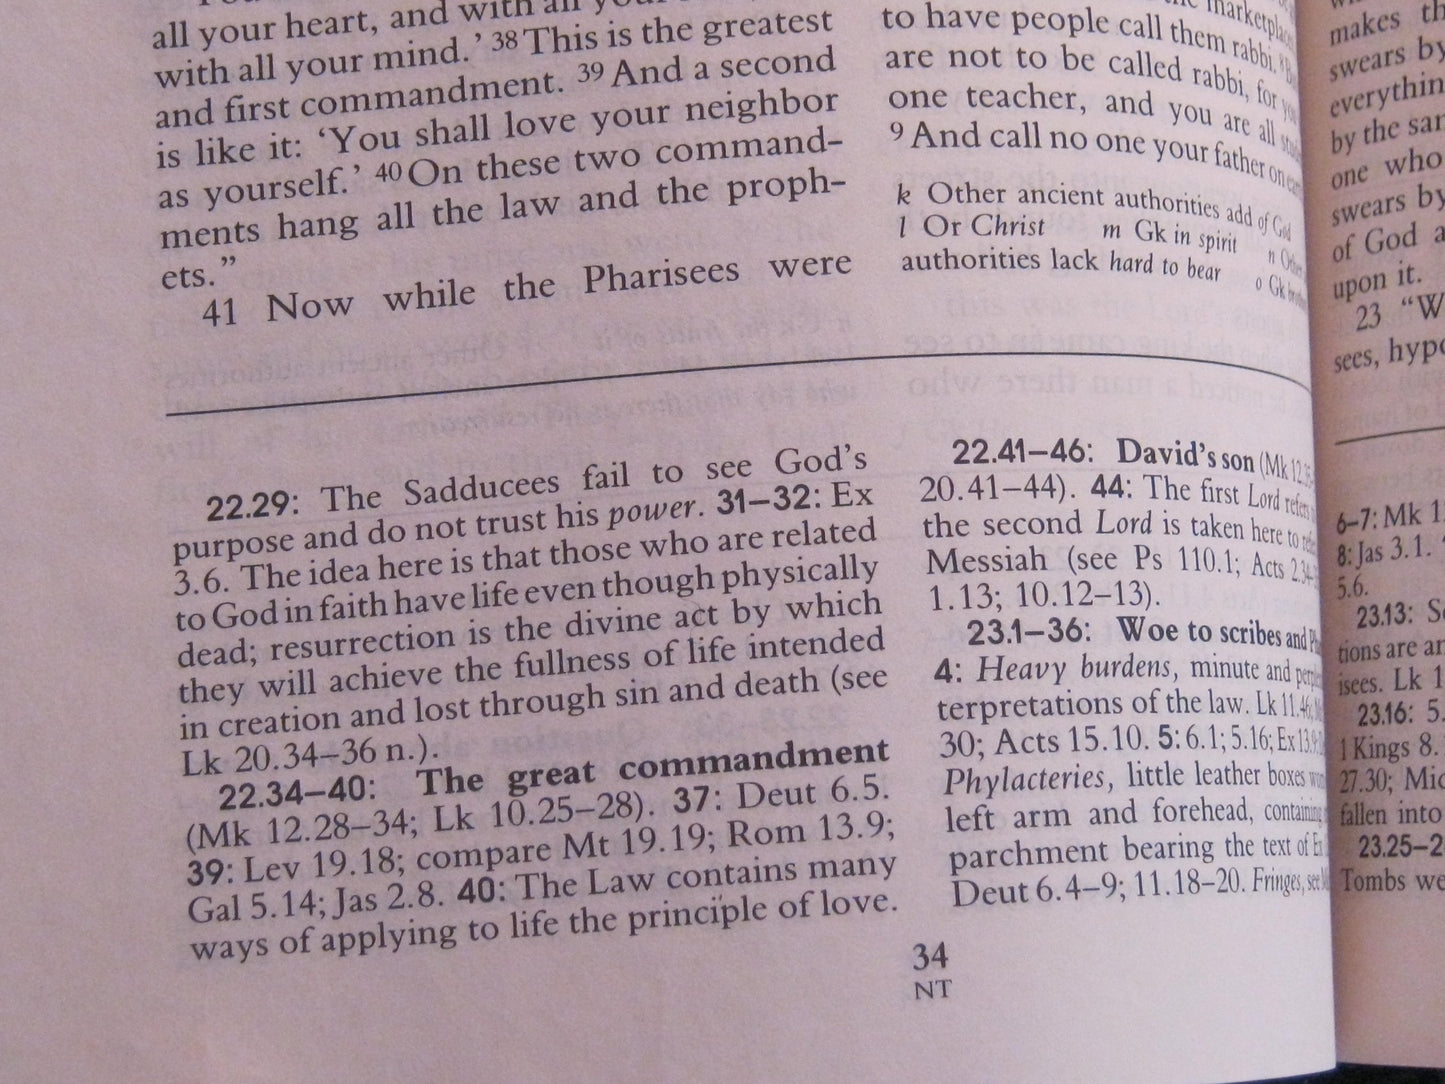 all your heart, and with all
with all your mind.’ 38 This is the greatest
and first commandment. 39 And a second
is like it: ‘You shall love your neighbor
as yourself.’ 40 On these two command-
ments hang all the law and the proph-
ets.”
41 Now while the Pharisees were
to have people call them rabbi.
are not to be called rabbi, for
one teacher, and you are all
9 And call no one your father on
k Other ancient authorities add of God
l Or Christ m Gk in spirit n
authorities lack hard to bear o Gk
22.29: The Sadducees fail to see God’s
purpose and do not trust his power. 31–32: Ex
3.6. The idea here is that those who are related
to God in faith have life even though physically
dead; resurrection is the divine act by which
they will achieve the fullness of life intended
in creation and lost through sin and death (see
Lk 20.34–36 n.).
22.34–40: The great commandment
(Mk 12.28–34; Lk 10.25–28). 37: Deut 6.5.
39: Lev 19.18; compare Mt 19.19; Rom 13.9;
Gal 5.14; Jas 2.8. 40: The Law contains many
ways of applying to life the principle of love.
22.41–46: David’s son (Mk
20.41–44). 44: The first Lord refers
the second Lord is taken here to
Messiah (see Ps 110.1; Acts
1.13; 10.12–13).
23.1–36: Woe to scribes and
4: Heavy burdens, minute and
terpretations of the law. Lk 11.46;
30; Acts 15.10. 5: 6.1; 5.16; Ex 13.9;
Phylacteries, little leather boxes
left arm and forehead, containing
parchment bearing the text of
Deut 6.4–9; 11.18–20. Fringes, see
34
NT
makes
swears by
by the
one who
swears by
of God
upon it.
23
sees,
6–7: Mk
8: Jas 3.1.
5.6.
23.13:
tions are
isees. Lk
23.16: 5.
1 Kings 8.
27.30;
fallen into
Tombs